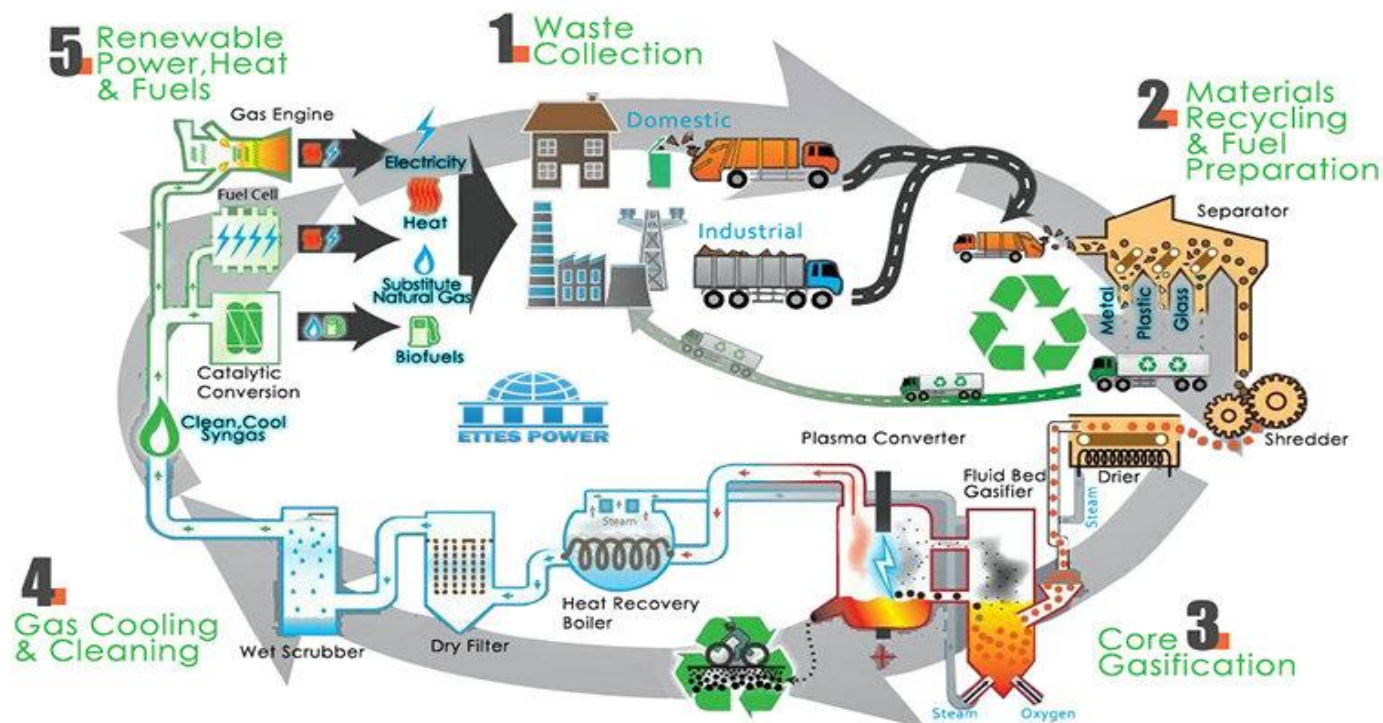 5. Renewable
Power,Heat
& Fuels
1. Waste
Collection
2. Materials
Recycling
& Fuel
Preparation
Gas Engine
Electricity
Fuel Cell
Heat
Substitute
Natural Gas
Biofuels
Catalytic
Conversion
Clean,Cool
Syngas
Domestic
Industrial
ETTES POWER
Separator
Metal
Plastic
Glass
Shredder
Drier
Steam
Plasma Converter
Fluid Bed
Gasifier
Steam
Heat Recovery
Boiler
Dry Filter
Wet Scrubber
4.
Gas Cooling
& Cleaning
Core 3.
Gasification
Steam
Oxygen